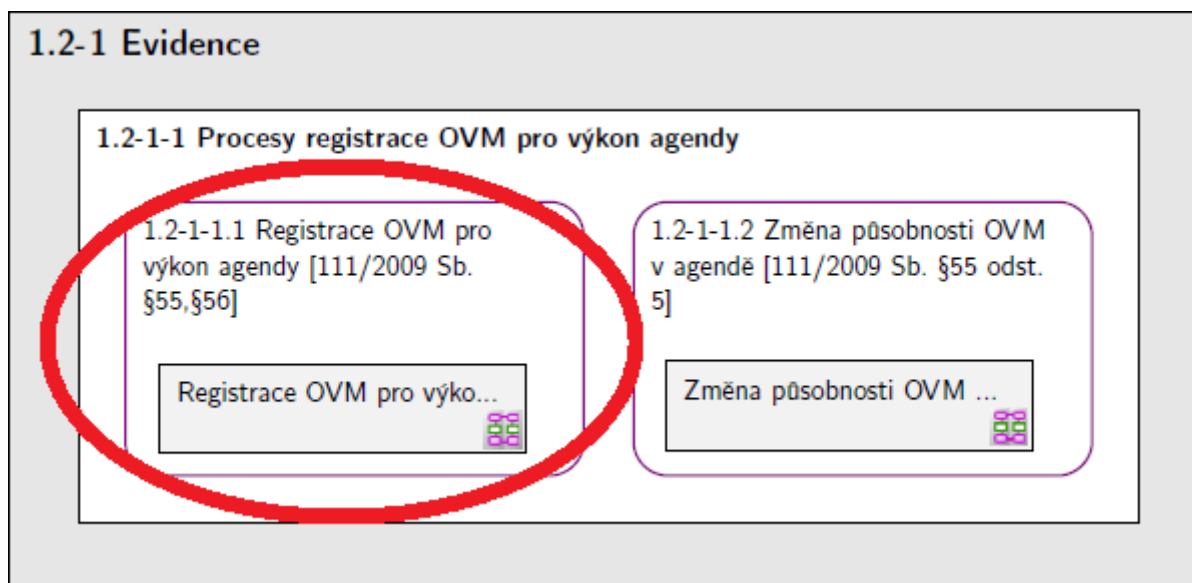 1.2-1 Evidence
1.2-1-1 Procesy registrace OVM pro výkon agendy
1.2-1-1.1 Registrace OVM pro
výkon agendy [111/2009 Sb.
§55,§56]
Registrace OVM pro výko...
1.2-1-1.2 Změna působnosti OVM
v agendě [111/2009 Sb. §55 odst.
5]
Změna působnosti OVM ...